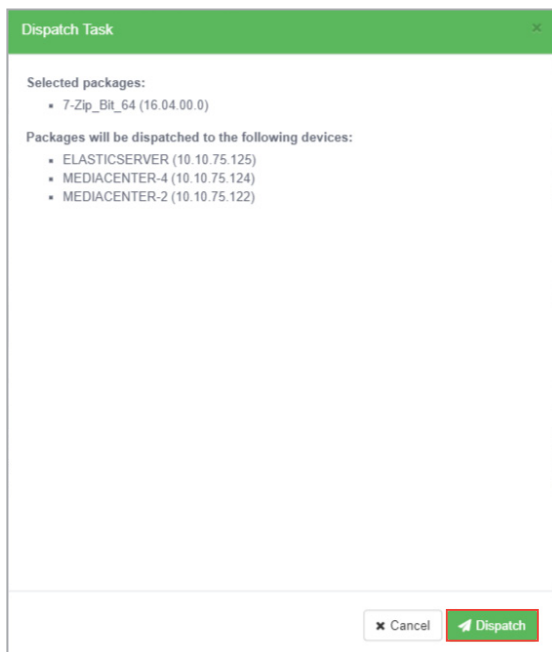 Dispatch Task
Selected packages:
7-Zip_Bit_64 (16.04.00.0)
Packages will be dispatched to the following devices:
ELASTICSERVER (10.10.75.125)
MEDIACENTER-4 (10.10.75.124)
MEDIACENTER-2 (10.10.75.122)
Cancel
Dispatch